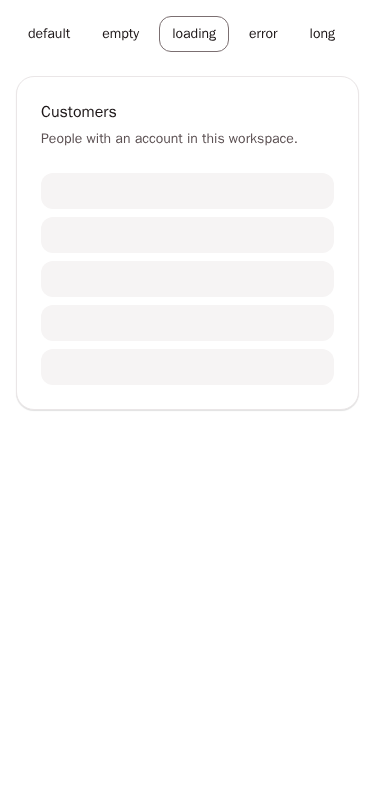 default
empty
loading
error
long
Customers
People with an account in this workspace.